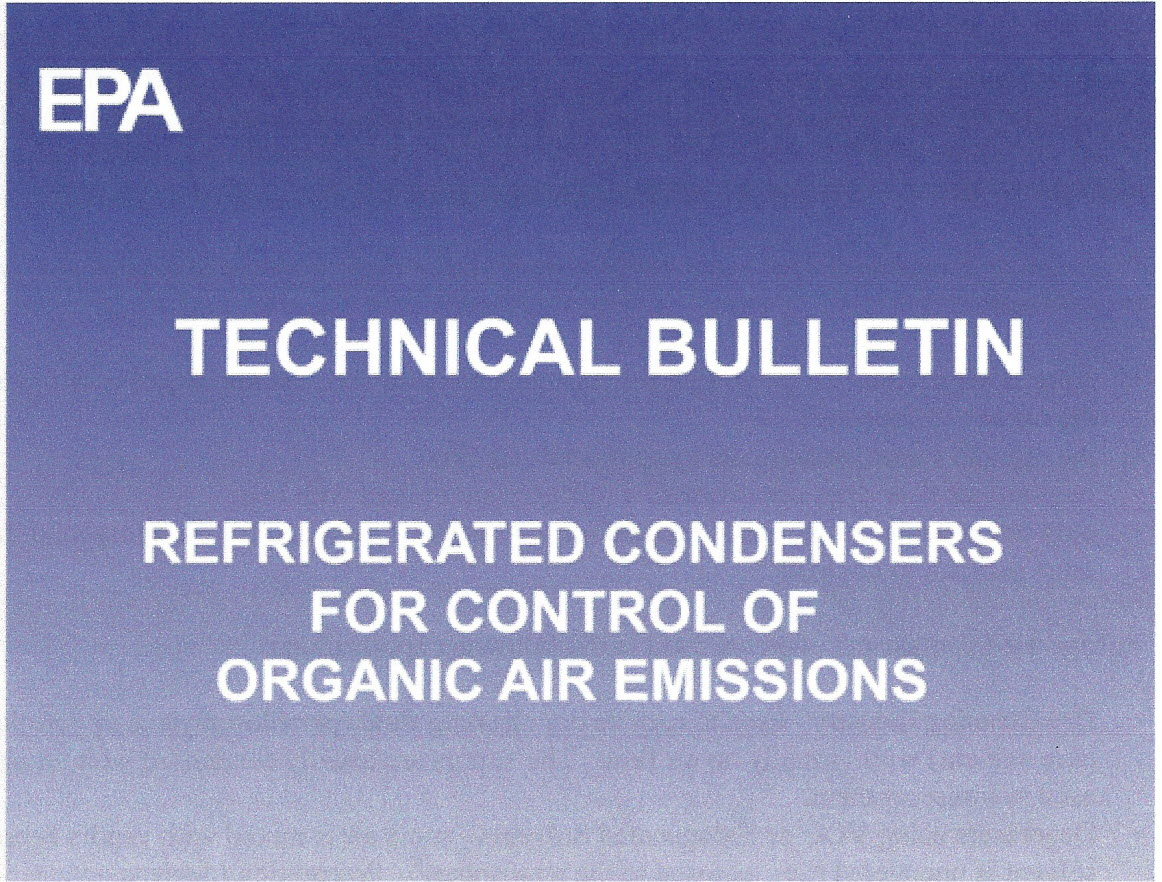 EPA
TECHNICAL BULLETIN
REFRIGERATED CONDENSERS
FOR CONTROL OF
ORGANIC AIR EMISSIONS